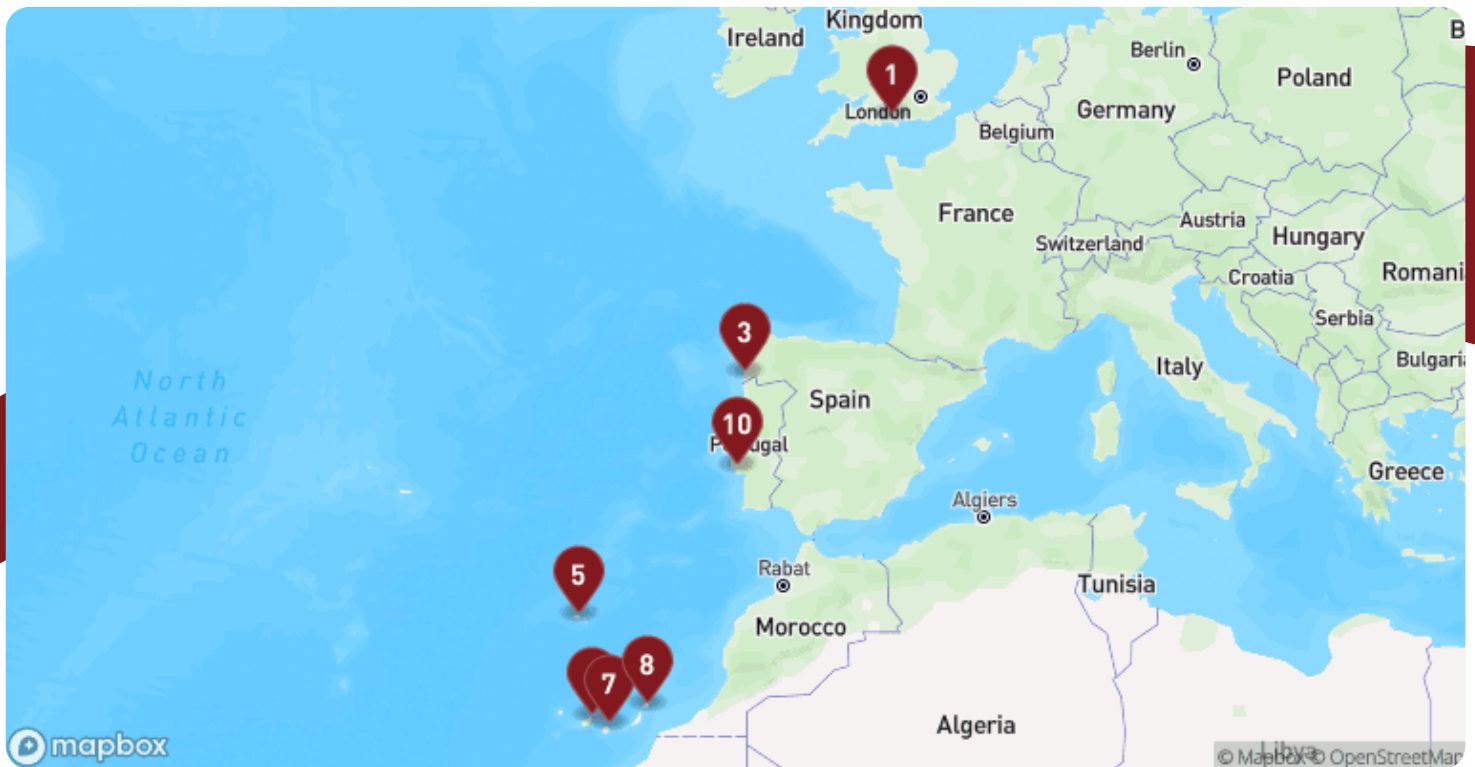 Kingdom
Ireland
B
Berlin
1
Poland
London
Germany
Belgium
France
Austria
Switzerland
Hungary
Croatia
Romani
3
Serbia
Italy
Bulgari
North
Atlantic
Ocean
Spain
10
Greece
Algiers
5
Rabat
Tunisia
Morocco
8
7
Algeria
mapbox
Libya
© Mapbox © OpenStreetMap